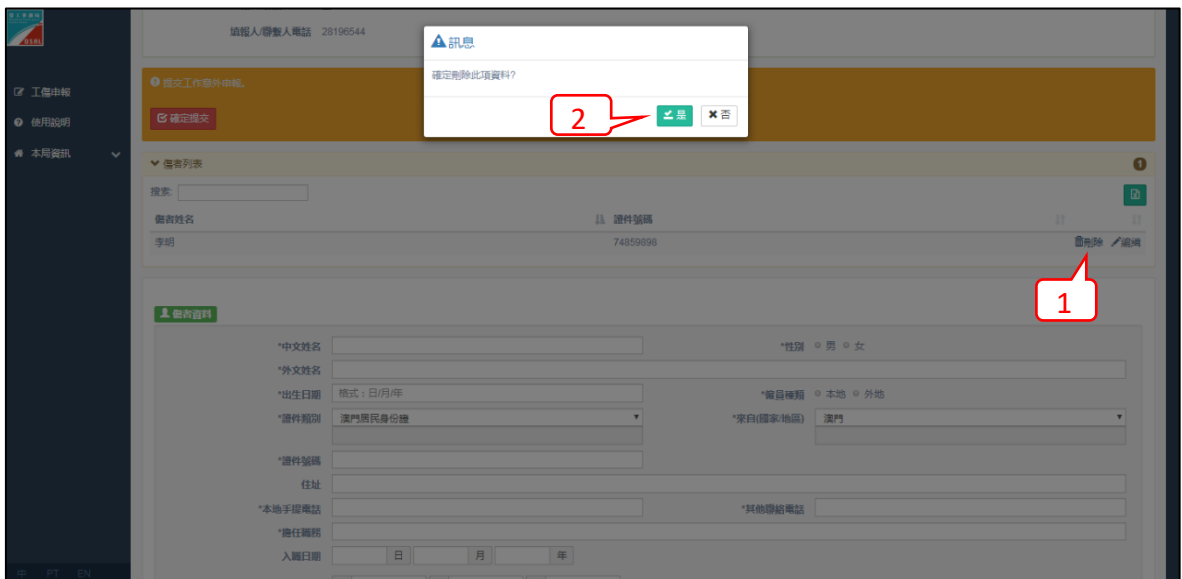 DSAL
填報人/聯繫人電話 28196544
訊息
確定刪除此項資料?
2
是 否
工傷申報
使用說明
本局資訊
提交工作意外申報。
確定提交
傷者列表 1
搜索:
傷者姓名 證件號碼
李明 74859898 刪除 編輯
1
傷者資料
*中文姓名 *性別 男 女
*外文姓名
*出生日期 格式：日/月/年 *僱員種類 本地 外地
*證件類別 澳門居民身份證 *來自(國家/地區) 澳門
*證件號碼
住址
*本地手提電話 *其他聯絡電話
*擔任職務
入職日期 日 月 年
中 PT EN